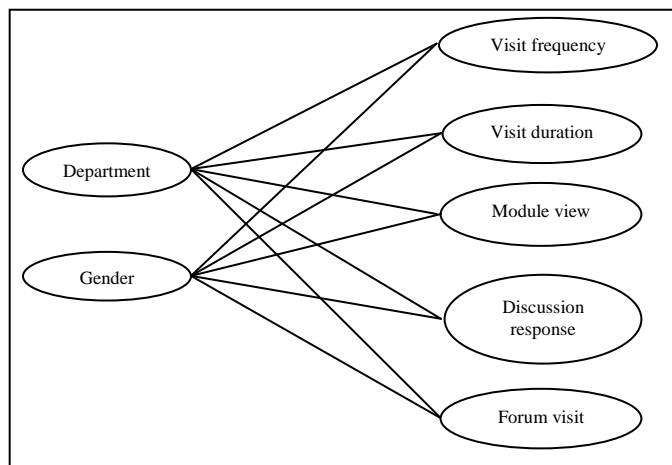 Visit frequency
Visit duration
Department
Module view
Gender
Discussion
response
Forum visit